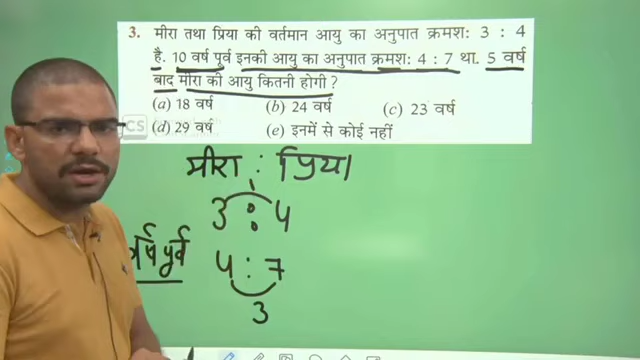 3. मीरा तथा प्रिया की वर्तमान आयु का अनुपात क्रमश: 3 : 4
है. 10 वर्ष पूर्व इनकी आयु का अनुपात क्रमश: 4 : 7 था. 5 वर्ष
बाद मीरा की आयु कितनी होगी ?
(a) 18 वर्ष (b) 24 वर्ष (c) 23 वर्ष
(d) 29 वर्ष (e) इनमें से कोई नहीं
CS
मीरा : प्रिया
1
3 : 4
पूर्व 4 : 7
3